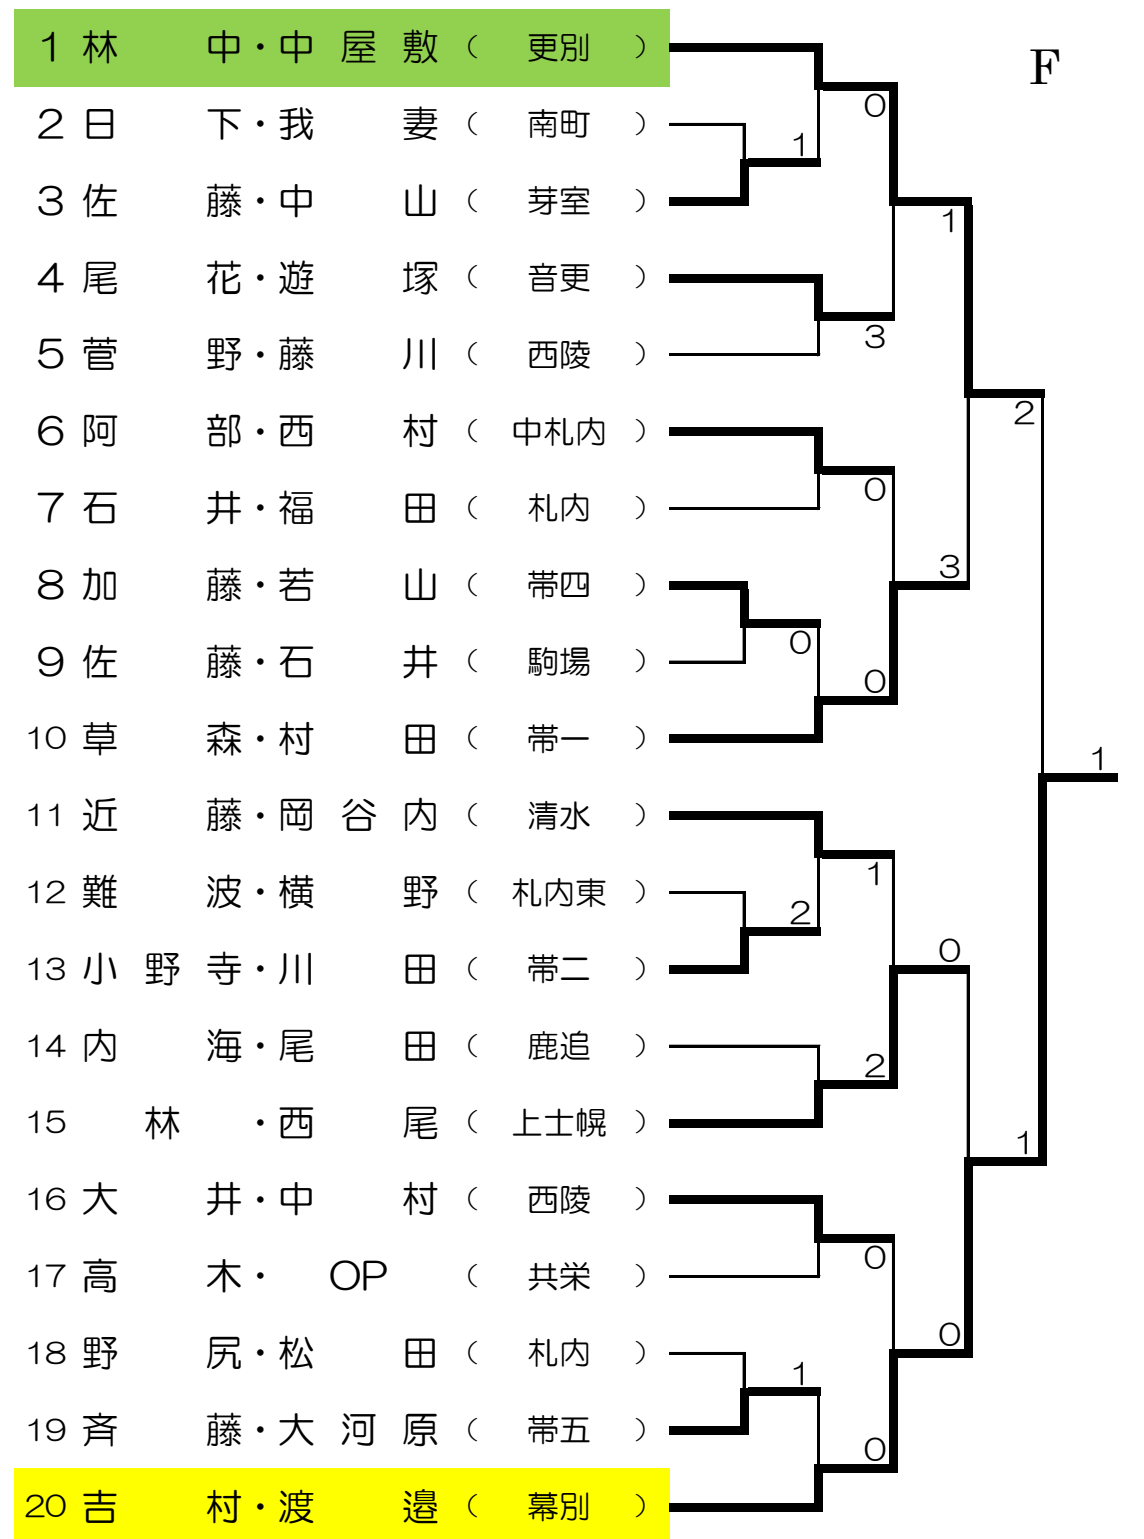 1 林 中・中 屋 敷 ( 更別 )
F
0
2 日 下・我 妻 ( 南町 )
1
3 佐 藤・中 山 ( 芽室 )
1
4 尾 花・遊 塚 ( 音更 )
3
5 菅 野・藤 川 ( 西陵 )
2
6 阿 部・西 村 ( 中札内 )
0
7 石 井・福 田 ( 札内 )
3
8 加 藤・若 山 ( 帯四 )
0
9 佐 藤・石 井 ( 駒場 )
0
10 草 森・村 田 ( 帯一 )
1
11 近 藤・岡 谷 内 ( 清水 )
1
12 難 波・横 野 ( 札内東 )
2
0
13 小 野 寺・川 田 ( 帯二 )
14 内 海・尾 田 ( 鹿追 )
2
15 林 ・西 尾 ( 上士幌 )
1
16 大 井・中 村 ( 西陵 )
0
17 高 木・ OP ( 共栄 )
0
18 野 尻・松 田 ( 札内 )
1
19 斉 藤・大 河 原 ( 帯五 )
0
20 吉 村・渡 邉 ( 幕別 )